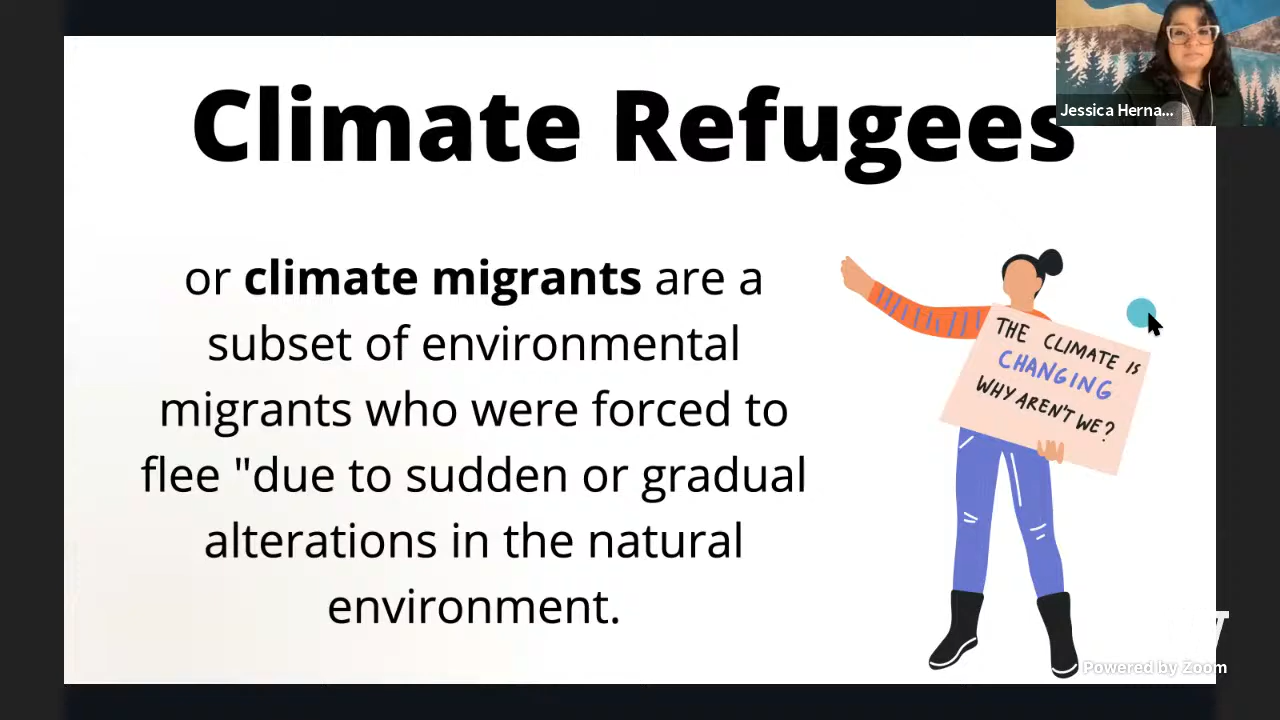 Climate Refugees
or climate migrants are a
subset of environmental
migrants who were forced to
flee "due to sudden or gradual
alterations in the natural
environment.
THE CLIMATE IS
CHANGING
WHY AREN'T WE?
Jessica Herna...
Powered by Zoom